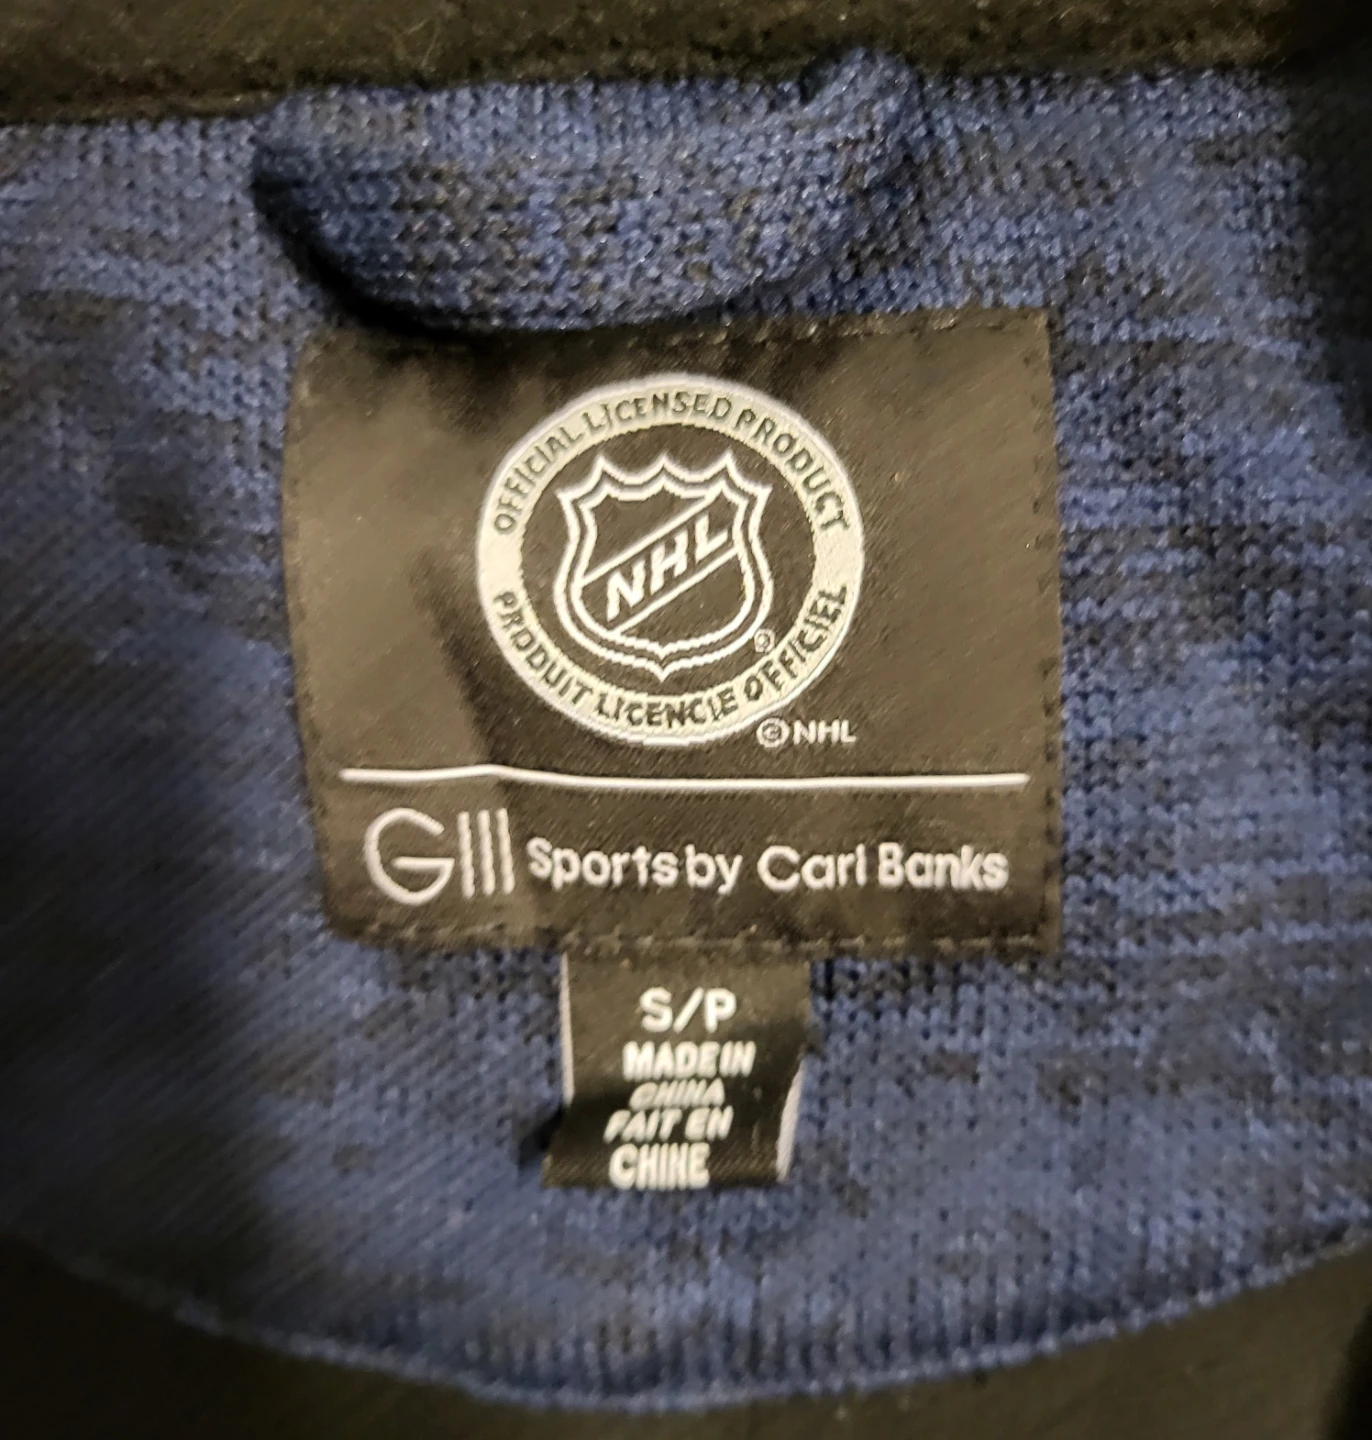 OFFICIAL LICENSED PRODUCT
NHL
®
PRODUIT LICENCIE OFFICIEL
©NHL
GIII Sports by Carl Banks
S/P
MADE IN
CHINA
FAIT EN
CHINE